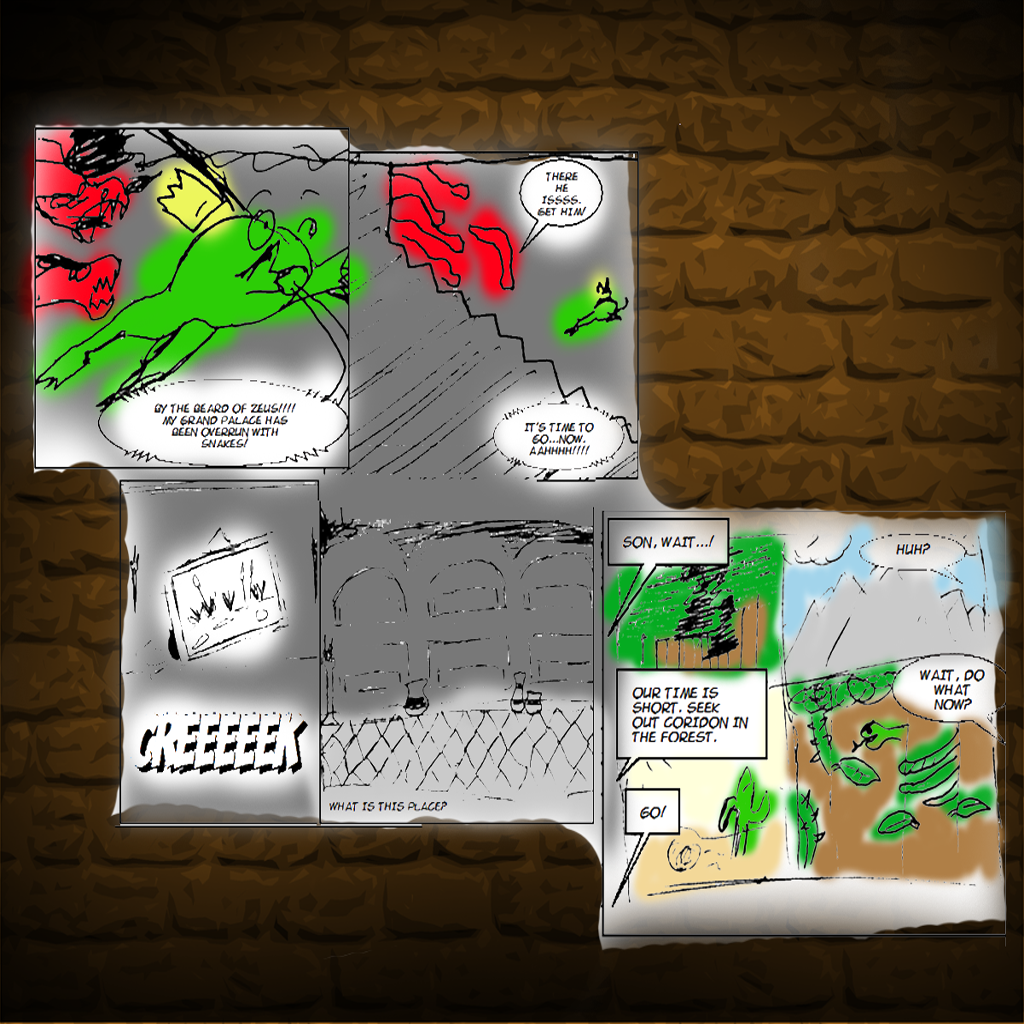 BY THE BEARD OF ZEUS!!!!
MY GRAND PALACE HAS
BEEN OVERRUN WITH
SNAKES!
THERE
HE
ISSSS.
GET HIM!
IT'S TIME TO
GO...NOW.
AAHHHH!!!!
CREEEEEK
WHAT IS THIS PLACE?
SON, WAIT...!
HUH?
OUR TIME IS
SHORT. SEEK
OUT CORIDON IN
THE FOREST.
WAIT, DO
WHAT
NOW?
GO!